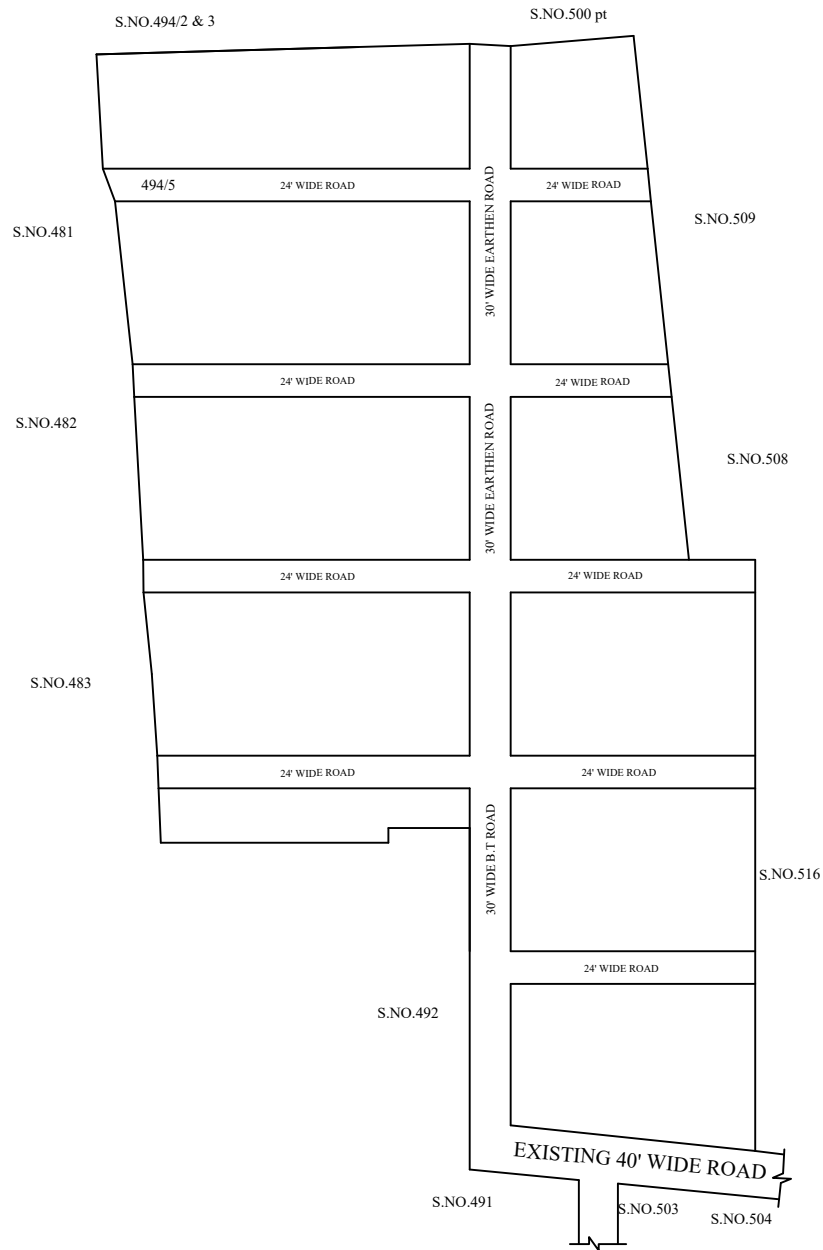 S.NO.500 pt
S.NO.494/2 & 3
494/5
24' WIDE ROAD
24' WIDE ROAD
30' WIDE EARTHEN ROAD
S.NO.509
S.NO.481
24' WIDE ROAD
24' WIDE ROAD
S.NO.482
30' WIDE EARTHEN ROAD
S.NO.508
24' WIDE ROAD
24' WIDE ROAD
S.NO.483
24' WIDE ROAD
24' WIDE ROAD
30' WIDE B.T ROAD
S.NO.516
24' WIDE ROAD
S.NO.492
EXISTING 40' WIDE ROAD
S.NO.491
S.NO.503
S.NO.504